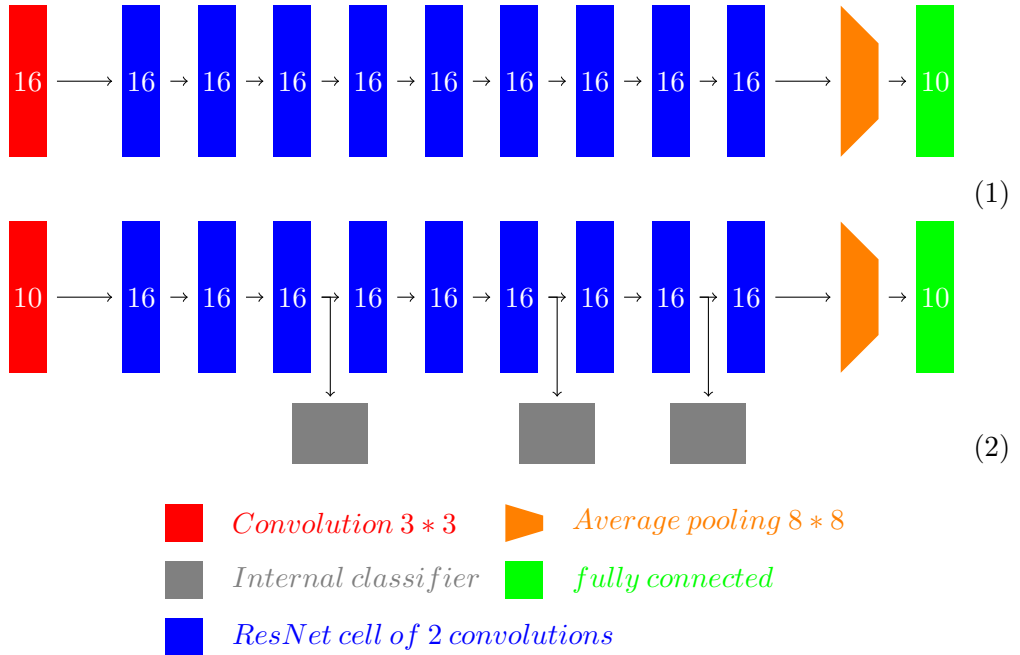 16 16 16 16 16 16 16 16 16 16 10
(1)
10 16 16 16 16 16 16 16 16 16 10
(2)
Convolution 3 * 3
Average pooling 8 * 8
Internal classifier
fully connected
ResNet cell of 2 convolutions